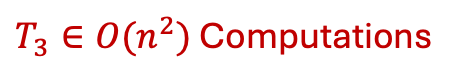 T₃ ∈ O(n²) Computations